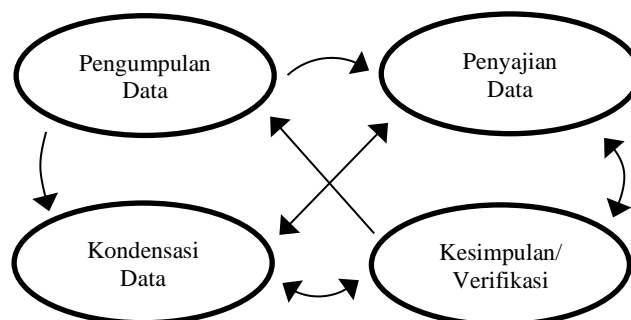 Pengumpulan
Data
Penyajian
Data
Kondensasi
Data
Kesimpulan/
Verifikasi